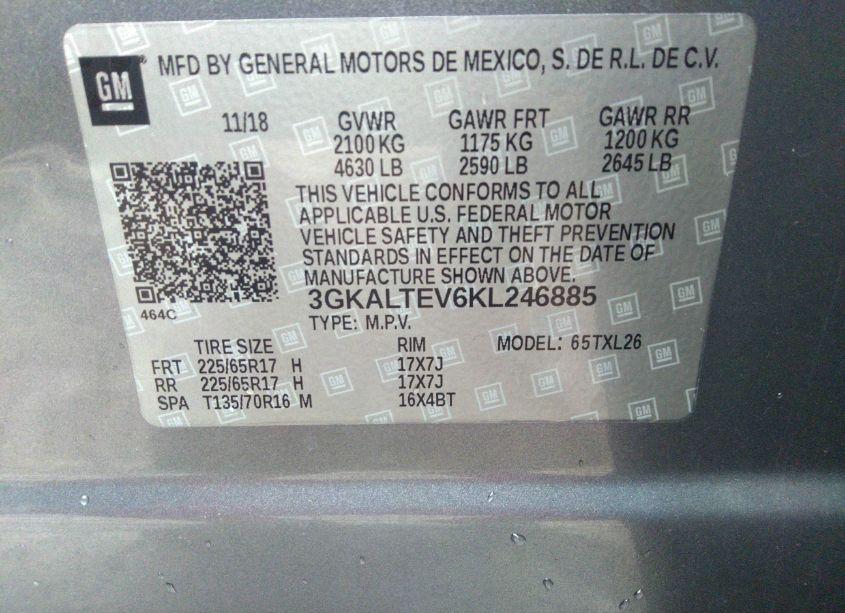 GM ® MFD BY GENERAL MOTORS DE MEXICO, S. DE R.L. DE C.V.
11/18 GVWR GAWR FRT GAWR RR
2100 KG 1175 KG 1200 KG
4630 LB 2590 LB 2645 LB
THIS VEHICLE CONFORMS TO ALL
APPLICABLE U.S. FEDERAL MOTOR
VEHICLE SAFETY AND THEFT PREVENTION
STANDARDS IN EFFECT ON THE DATE OF
MANUFACTURE SHOWN ABOVE.
3GKALTEV6KL246885
464C
TYPE: M.P.V.
TIRE SIZE RIM MODEL: 65TXL26
FRT 225/65R17 H 17X7J
RR 225/65R17 H 17X7J
SPA T135/70R16 M 16X4BT